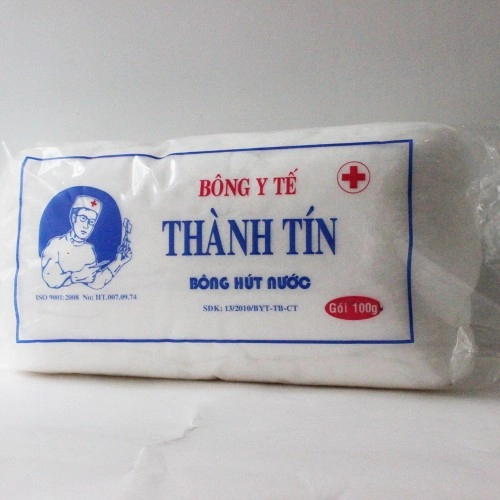 BÔNG Y TẾ
THÀNH TÍN
BÔNG HÚT NƯỚC
ISO 9001:2008 No: HT.007.09.74
SDK: 13/2010/BYT-TB-CT
Gói 100g